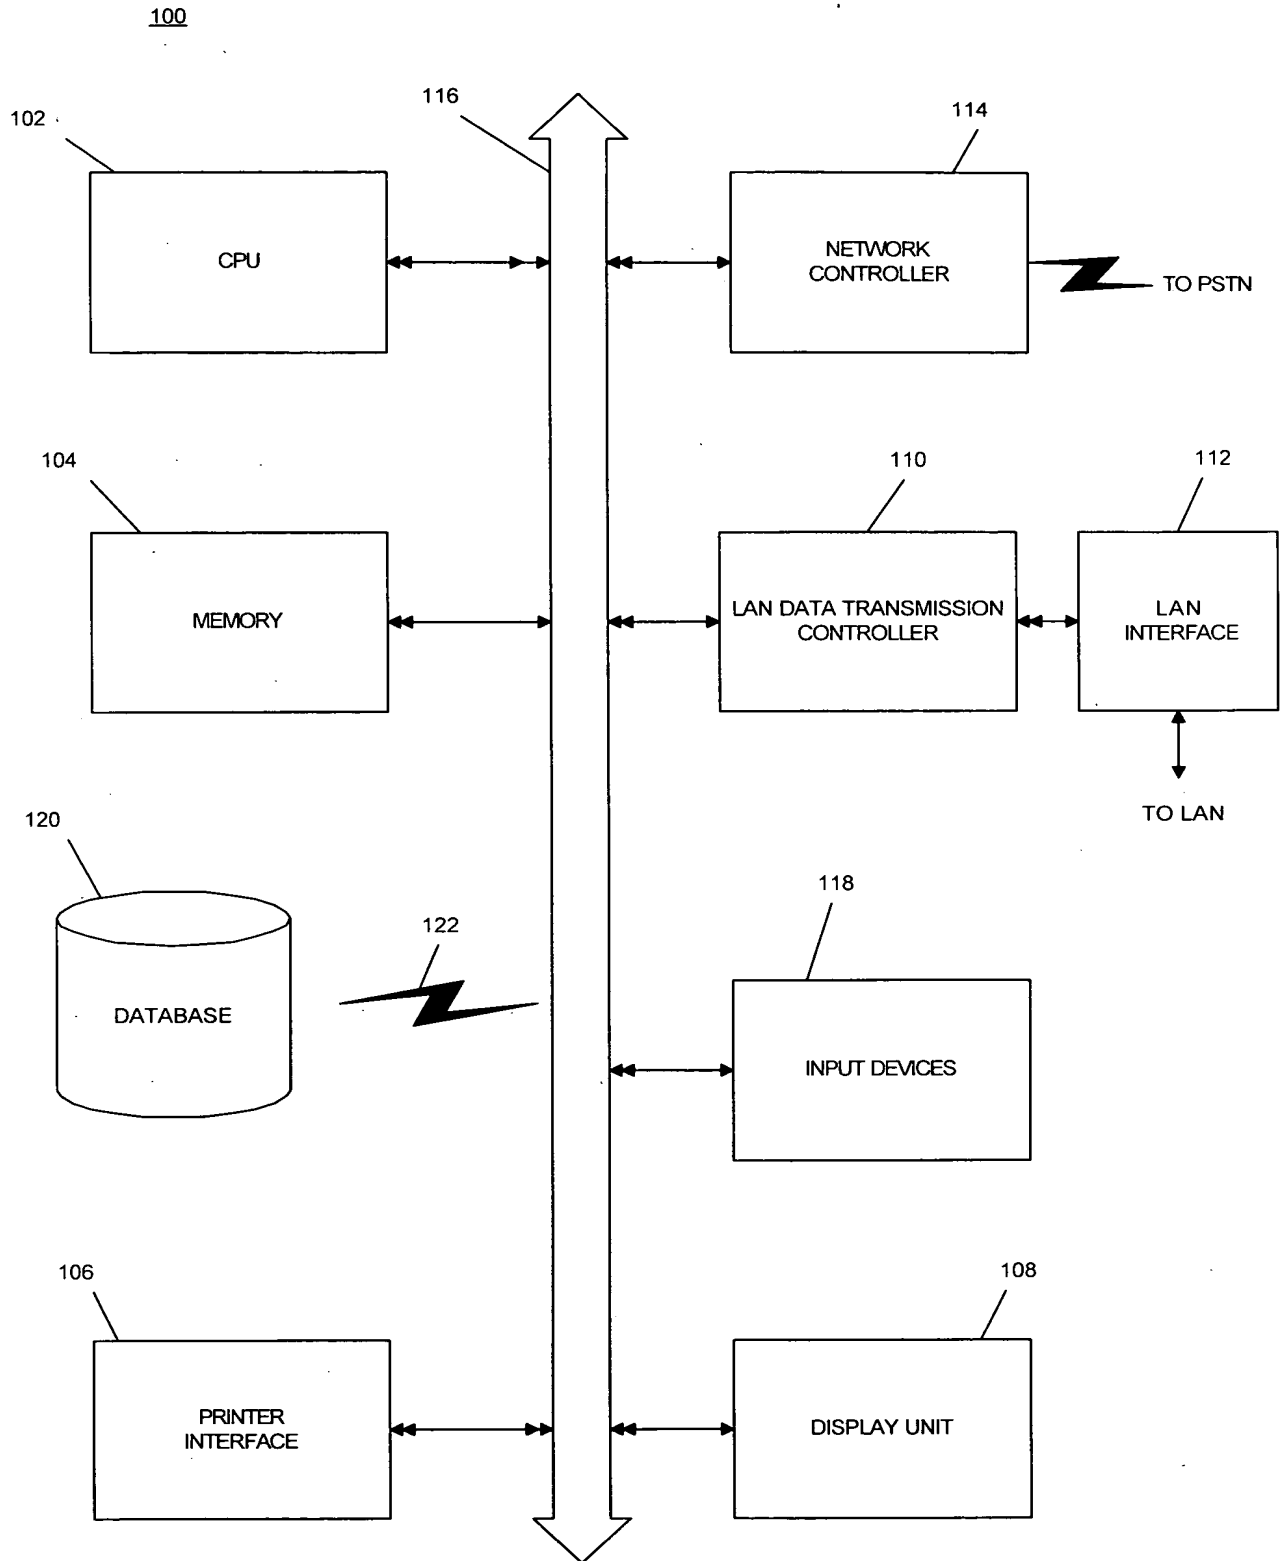 100
116
102
114
CPU
NETWORK
CONTROLLER
TO PSTN
104
110
112
MEMORY
LAN DATA TRANSMISSION
CONTROLLER
LAN
INTERFACE
TO LAN
120
118
122
DATABASE
INPUT DEVICES
106
108
PRINTER
INTERFACE
DISPLAY UNIT